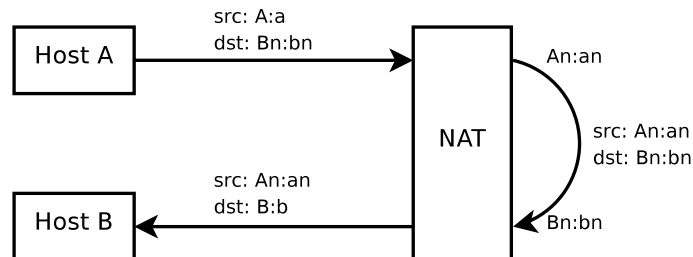 src: A:a
dst: Bn:bn
Host A
An:an
NAT
src: An:an
dst: Bn:bn
src: An:an
dst: B:b
Host B
Bn:bn